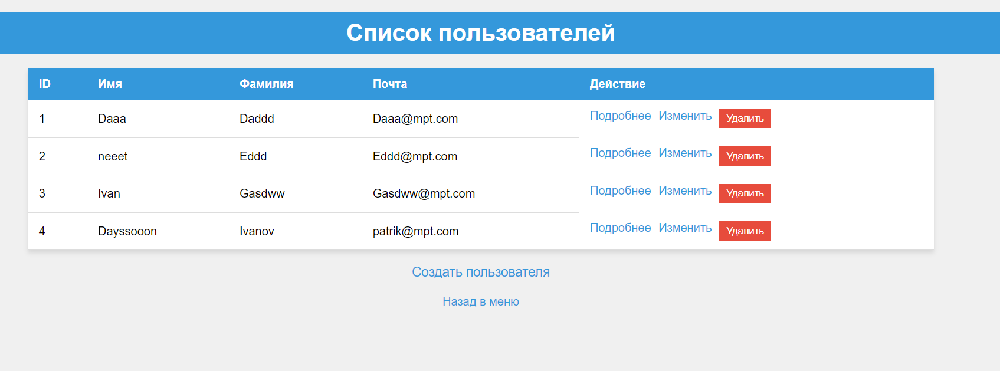 Список пользователей
ID Имя Фамилия Почта Действие
1 Daaa Daddd Daaa@mpt.com Подробнее Изменить Удалить
2 neeet Eddd Eddd@mpt.com Подробнее Изменить Удалить
3 Ivan Gasdww Gasdww@mpt.com Подробнее Изменить Удалить
4 Dayssooon Ivanov patrik@mpt.com Подробнее Изменить Удалить
Создать пользователя
Назад в меню